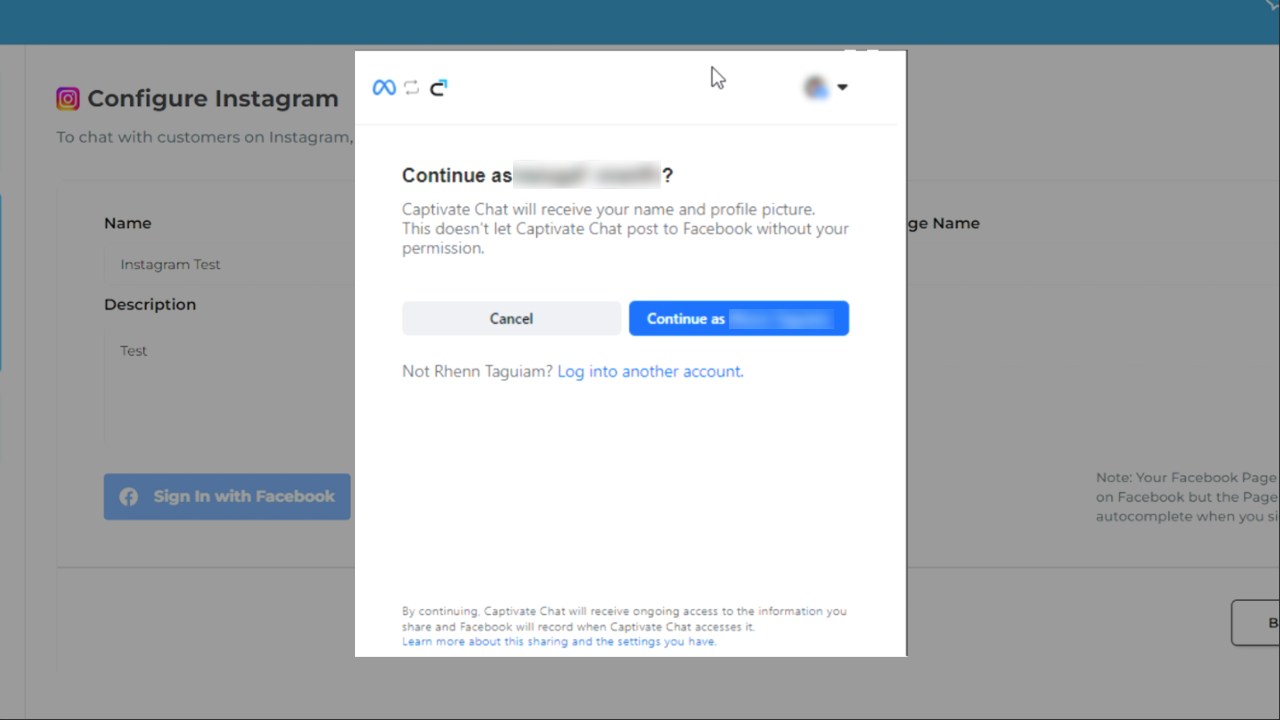 Configure Instagram
To chat with customers on Instagram,
Name
Instagram Test
Description
Test
Sign In with Facebook
Continue as ?
Captivate Chat will receive your name and profile picture.
This doesn't let Captivate Chat post to Facebook without your
permission.
Cancel
Continue as
Not Rhenn Taguiam? Log into another account.
By continuing, Captivate Chat will receive ongoing access to the information you
share and Facebook will record when Captivate Chat accesses it.
Learn more about this sharing and the settings you have.
ge Name
Note: Your Facebook Page
on Facebook but the Page
autocomplete when you si
B